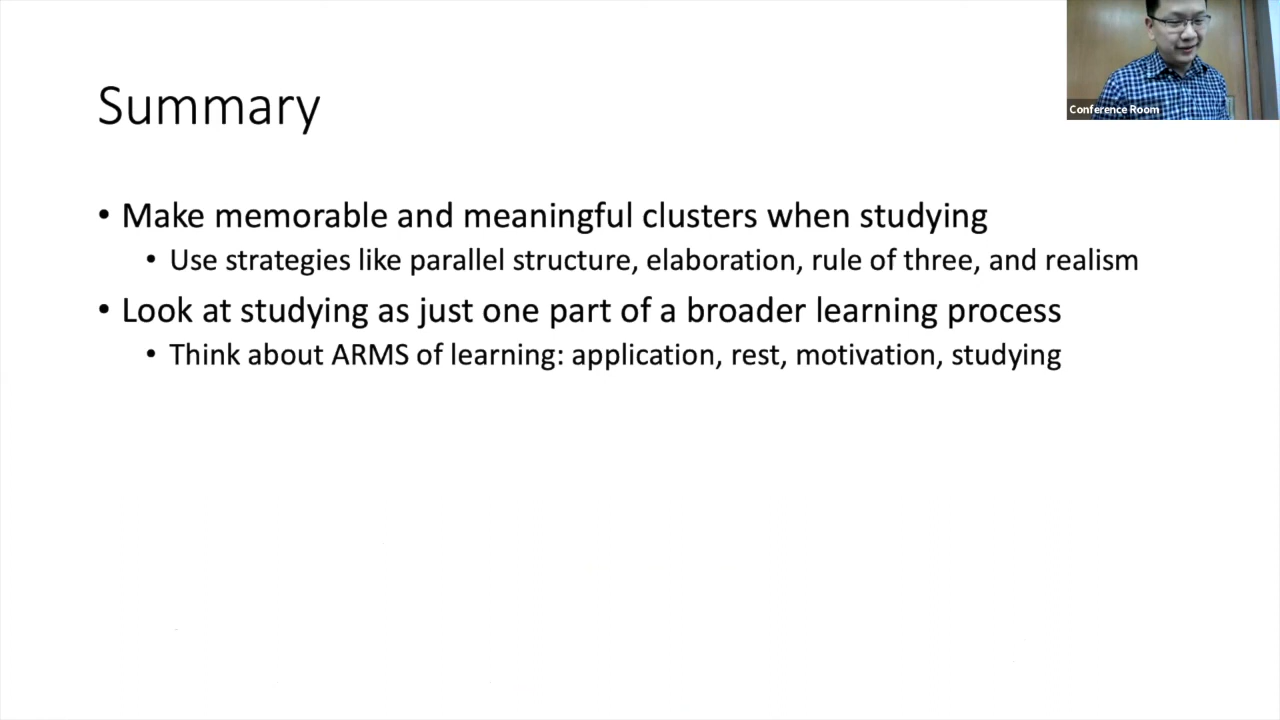 Summary
Conference Room
• Make memorable and meaningful clusters when studying
• Use strategies like parallel structure, elaboration, rule of three, and realism
• Look at studying as just one part of a broader learning process
• Think about ARMS of learning: application, rest, motivation, studying